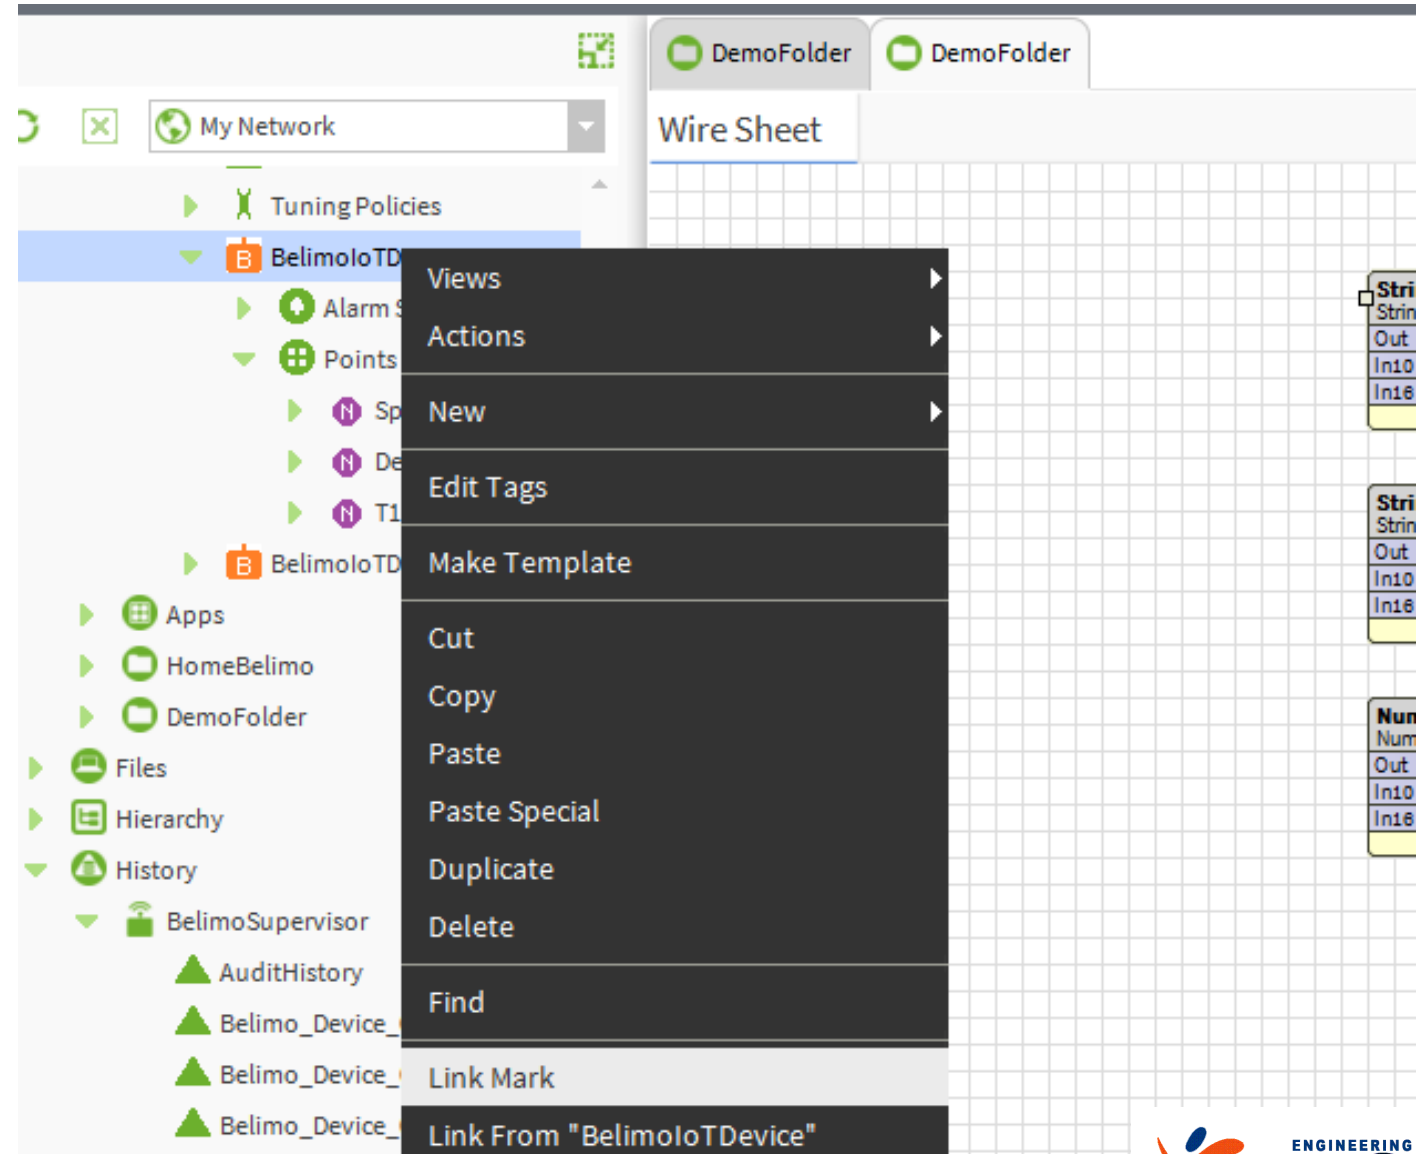 DemoFolder
DemoFolder
My Network
Wire Sheet
Tuning Policies
BelimoIoTD
Views
Alarm
Actions
Points
New
Edit Tags
T1
Make Template
BelimoIoTD
Apps
Cut
HomeBelimo
Copy
DemoFolder
Paste
Files
Paste Special
Hierarchy
Duplicate
History
BelimoSupervisor
Delete
AuditHistory
Find
Belimo_Device_
Belimo_Device_
Link Mark
Belimo_Device_
Link From "BelimoIoTDevice"
Out
In10
In16
Out
In10
In16
Out
In10
In16
ENGINEERING